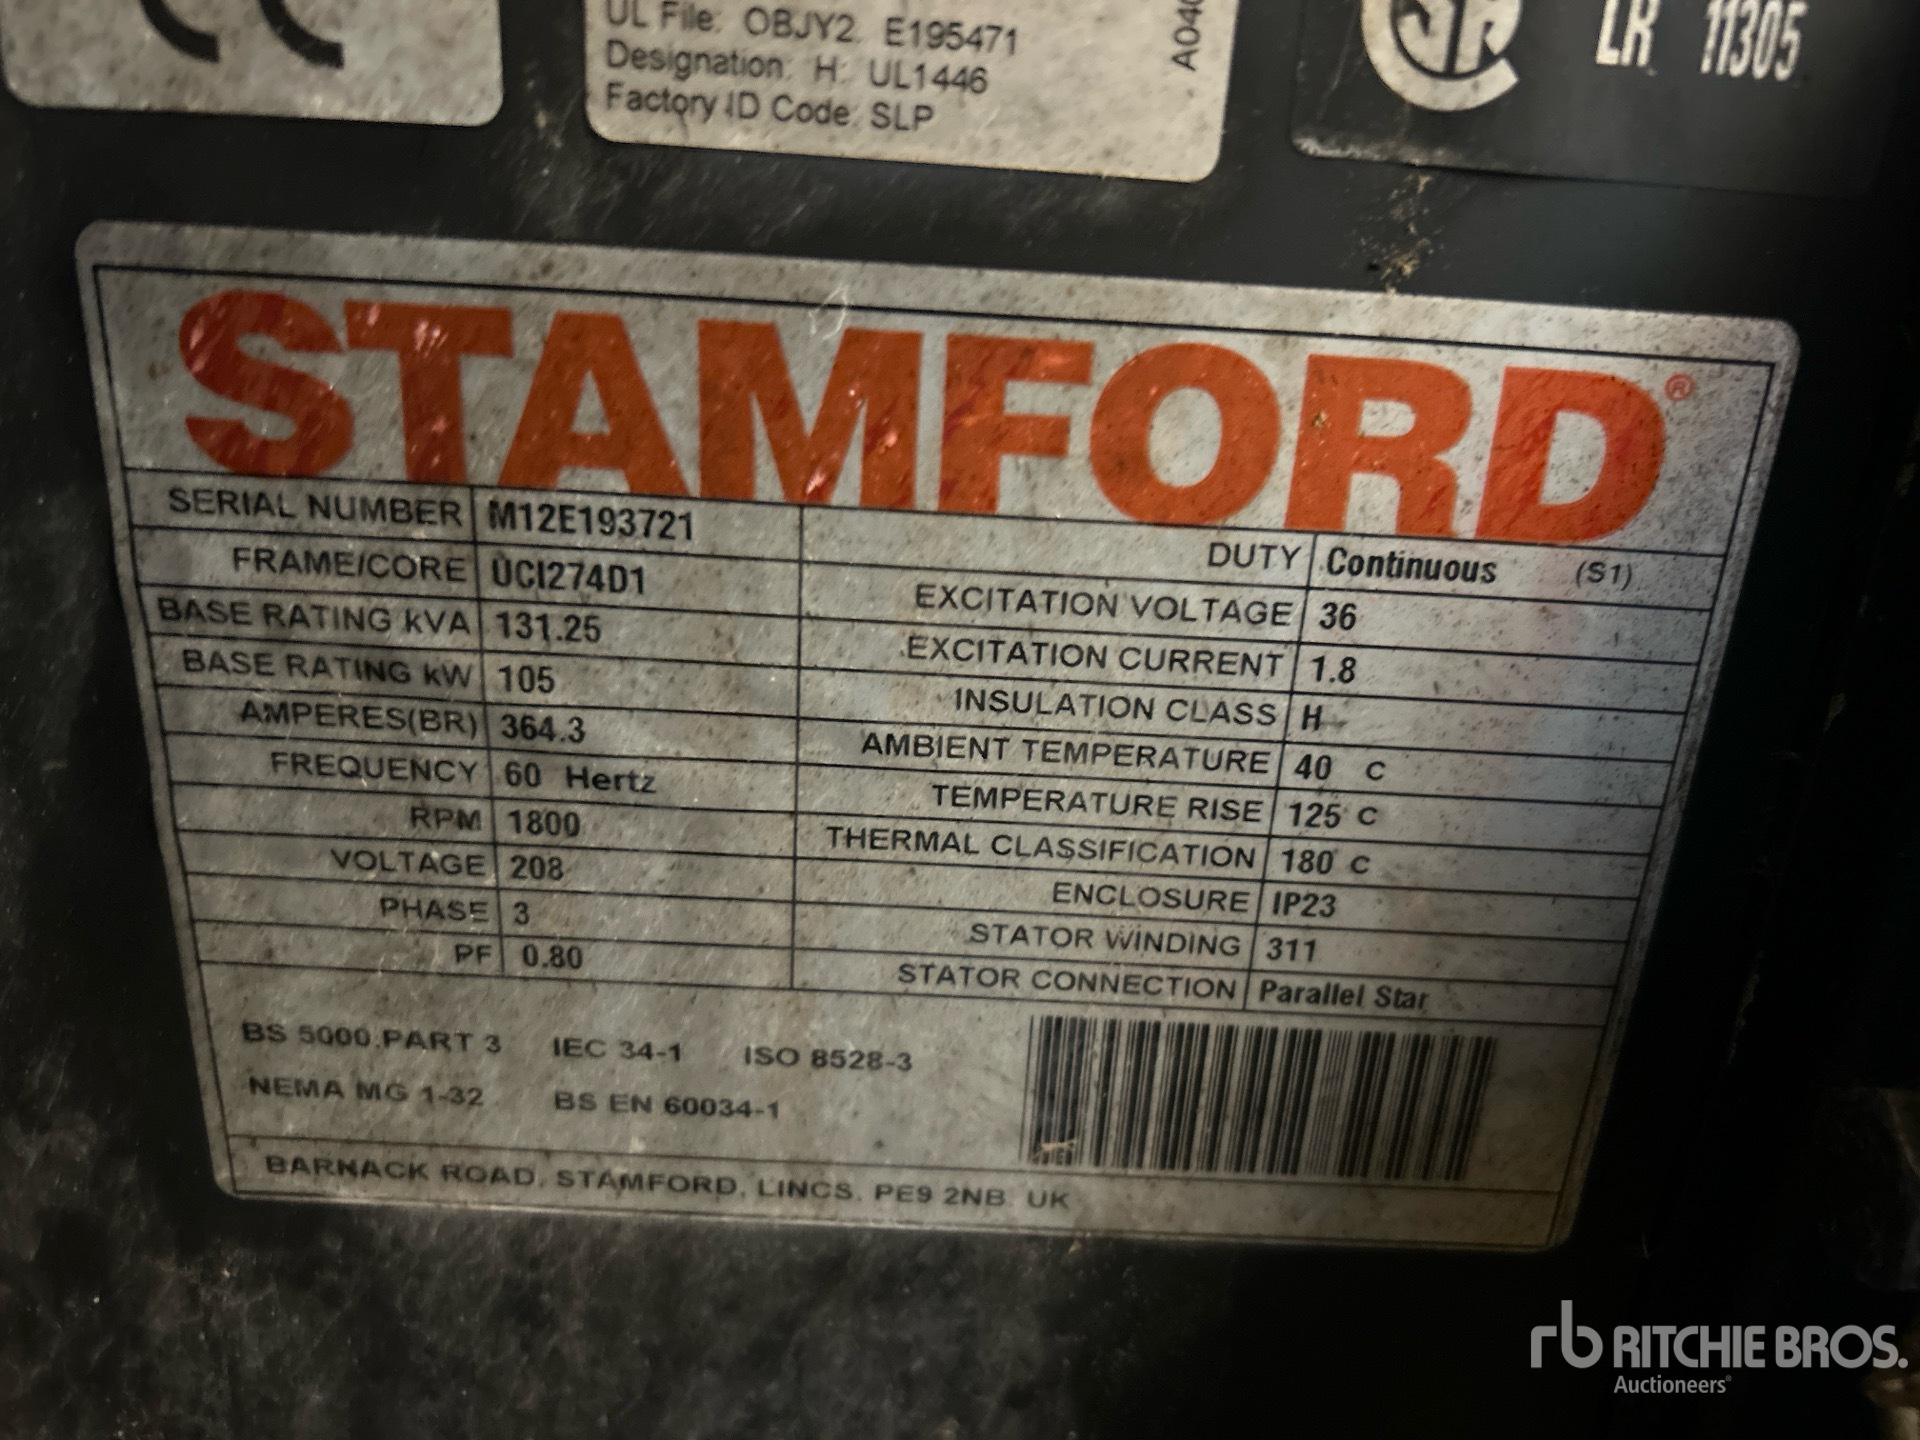 CE
UL File: OBJY2 E195471
Designation: H: UL1446
Factory ID Code: SLP
LR 11305
STAMFORD®
SERIAL NUMBER M12E193721
FRAME/CORE UCI274D1
BASE RATING kVA 131.25
BASE RATING kW 105
AMPERES(BR) 364.3
FREQUENCY 60 Hertz
RPM 1800
VOLTAGE 208
PHASE 3
PF 0.80
DUTY Continuous (S1)
EXCITATION VOLTAGE 36
EXCITATION CURRENT 1.8
INSULATION CLASS H
AMBIENT TEMPERATURE 40 C
TEMPERATURE RISE 125 C
THERMAL CLASSIFICATION 180 C
ENCLOSURE IP23
STATOR WINDING 311
STATOR CONNECTION Parallel Star
BS 5000 PART 3 IEC 34-1 ISO 8528-3
NEMA MG 1-32 BS EN 60034-1
BARNACK ROAD, STAMFORD, LINCS. PE9 2NB UK
rb RITCHIE BROS.
Auctioneers